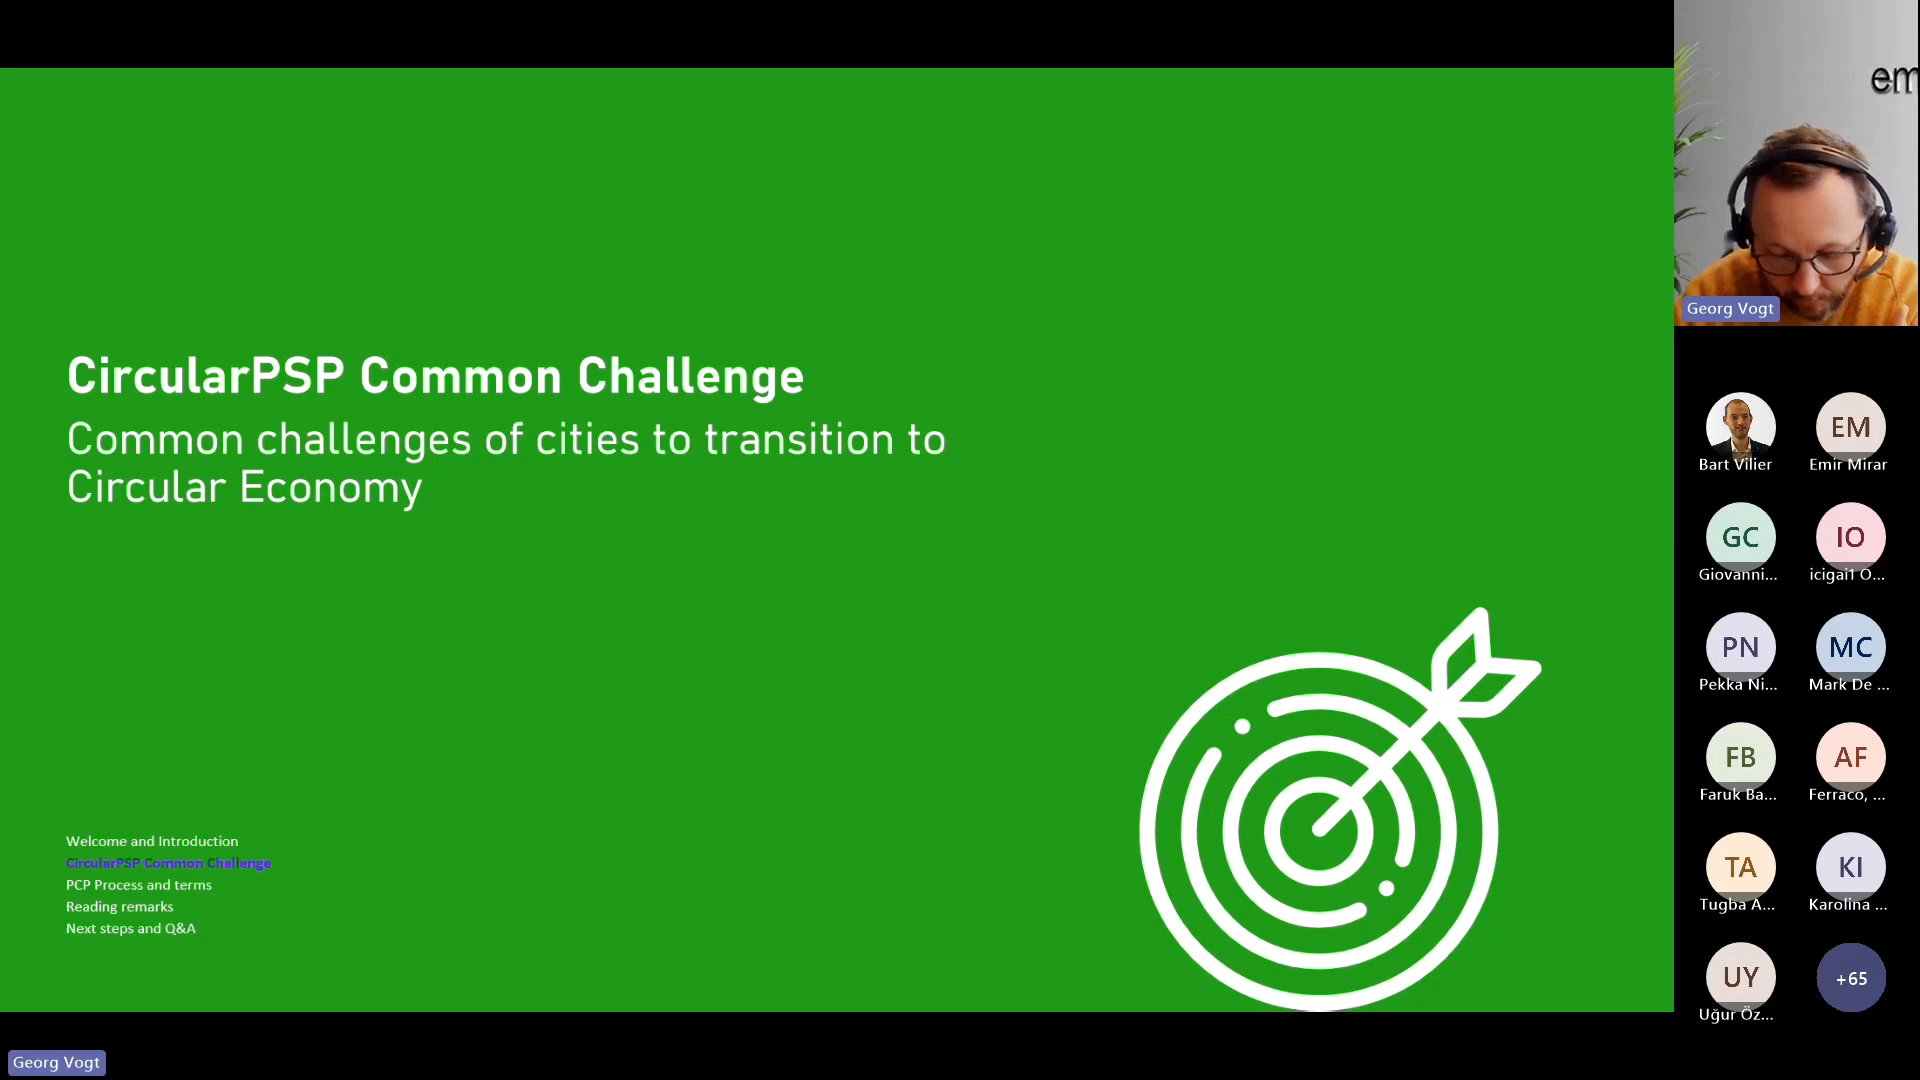 em
Georg Vogt
CircularPSP Common Challenge
Common challenges of cities to transition to
Circular Economy
Welcome and Introduction
CircularPSP Common Challenge
PCP Process and terms
Reading remarks
Next steps and Q&A
Bart Vilier
EM
Emir Mirar
GC
Giovanni...
IO
icigai1 O...
PN
Pekka Ni...
MC
Mark De ...
FB
Faruk Ba...
AF
Ferraco, ...
TA
Tugba A...
KI
Karolina ...
UY
Uğur Öz...
+65
Georg Vogt